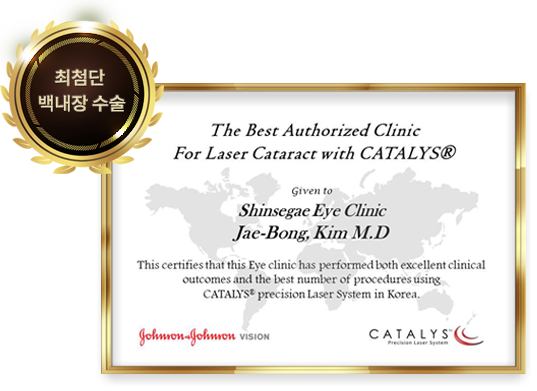 최첨단
백내장 수술
The Best Authorized Clinic
For Laser Cataract with CATALYS®
Given to
Shinsegae Eye Clinic
Jae-Bong, Kim M.D
This certifies that this Eye clinic has performed both excellent clinical
outcomes and the best number of procedures using
CATALYS® precision Laser System in Korea.
Johnson&Johnson VISION
CATALYS™
Precision Laser System